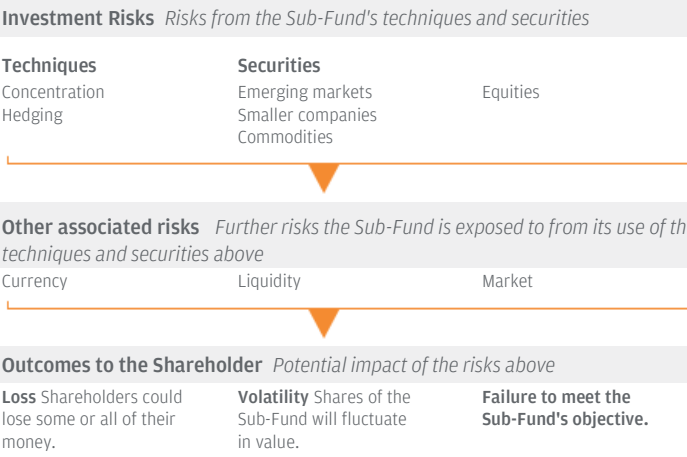 Investment Risks Risks from the Sub-Fund's techniques and securities
Techniques Securities
Concentration Emerging markets Equities
Hedging Smaller companies
Commodities
Other associated risks Further risks the Sub-Fund is exposed to from its use of th
techniques and securities above
Currency Liquidity Market
Outcomes to the Shareholder Potential impact of the risks above
Loss Shareholders could Volatility Shares of the Failure to meet the
lose some or all of their Sub-Fund will fluctuate Sub-Fund's objective.
money. in value.